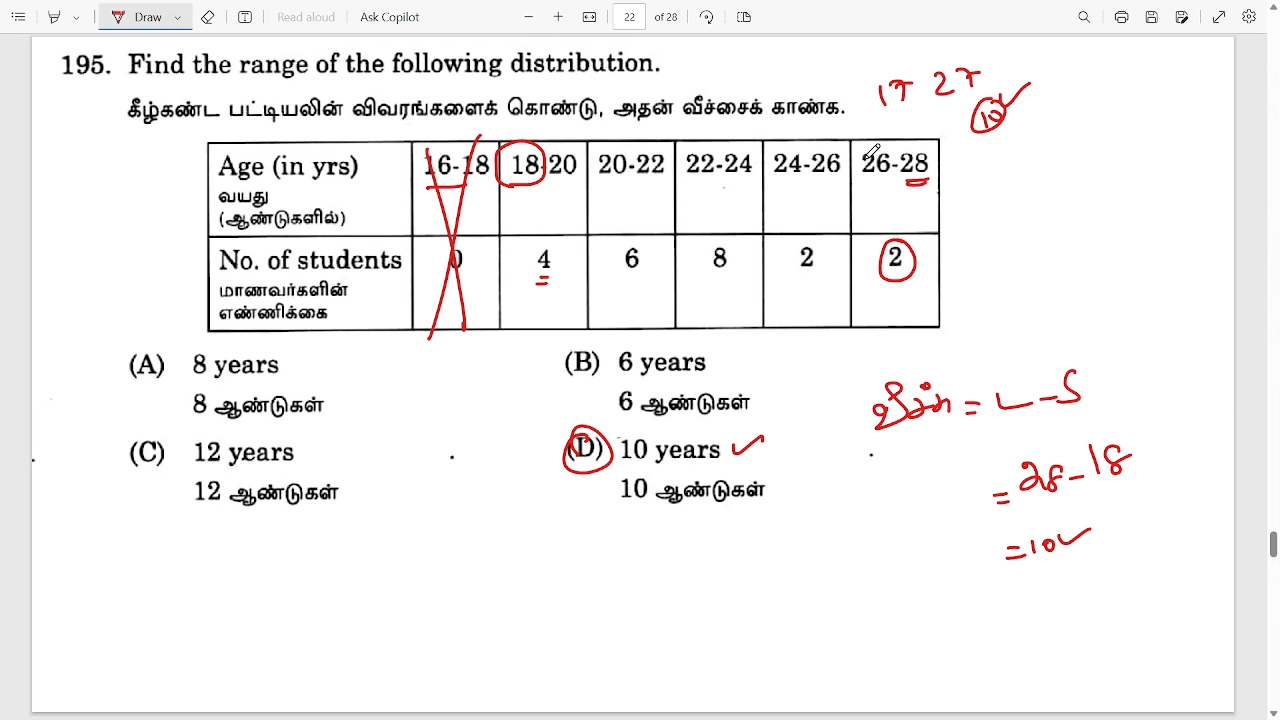 Draw
Read aloud
Ask Copilot
22 of 28
195. Find the range of the following distribution.
கீழ்கண்ட பட்டியலின் விவரங்களைக் கொண்டு, அதன் வீச்சைக் காண்க.
17 27
10
Age (in yrs) 16-18 18-20 20-22 22-24 24-26 26-28
வயது
(ஆண்டுகளில்)
No. of students 0 4 6 8 2 2
மாணவர்களின்
எண்ணிக்கை
(A) 8 years (B) 6 years
8 ஆண்டுகள் 6 ஆண்டுகள்
(C) 12 years (D) 10 years
12 ஆண்டுகள் 10 ஆண்டுகள்
= L - S
= 28 - 18
= 10